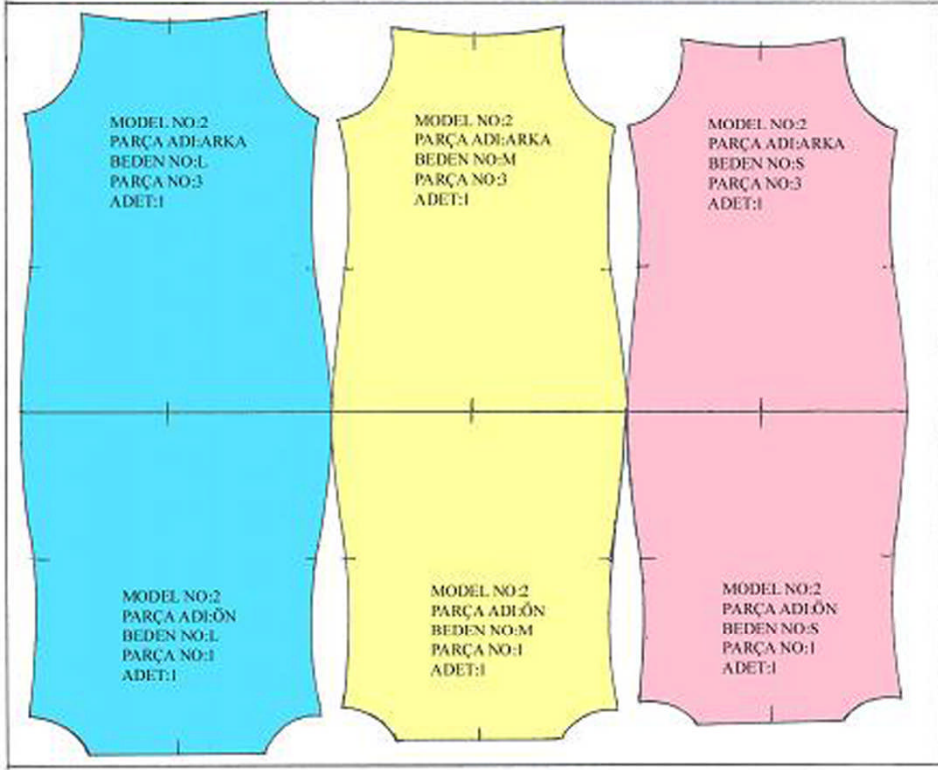 MODEL NO:2
PARÇA ADI:ARKA
BEDEN NO:L
PARÇA NO:3
ADET:1
MODEL NO:2
PARÇA ADI:ARKA
BEDEN NO:M
PARÇA NO:3
ADET:1
MODEL NO:2
PARÇA ADI:ARKA
BEDEN NO:S
PARÇA NO:3
ADET:1
MODEL NO:2
PARÇA ADI:ÖN
BEDEN NO:L
PARÇA NO:1
ADET:1
MODEL NO:2
PARÇA ADI:ÖN
BEDEN NO:M
PARÇA NO:1
ADET:1
MODEL NO:2
PARÇA ADI:ÖN
BEDEN NO:S
PARÇA NO:1
ADET:1